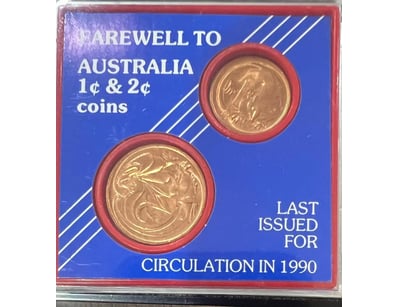 FAREWELL TO
AUSTRALIA
1¢ & 2¢
coins
LAST
ISSUED
FOR
CIRCULATION IN 1990